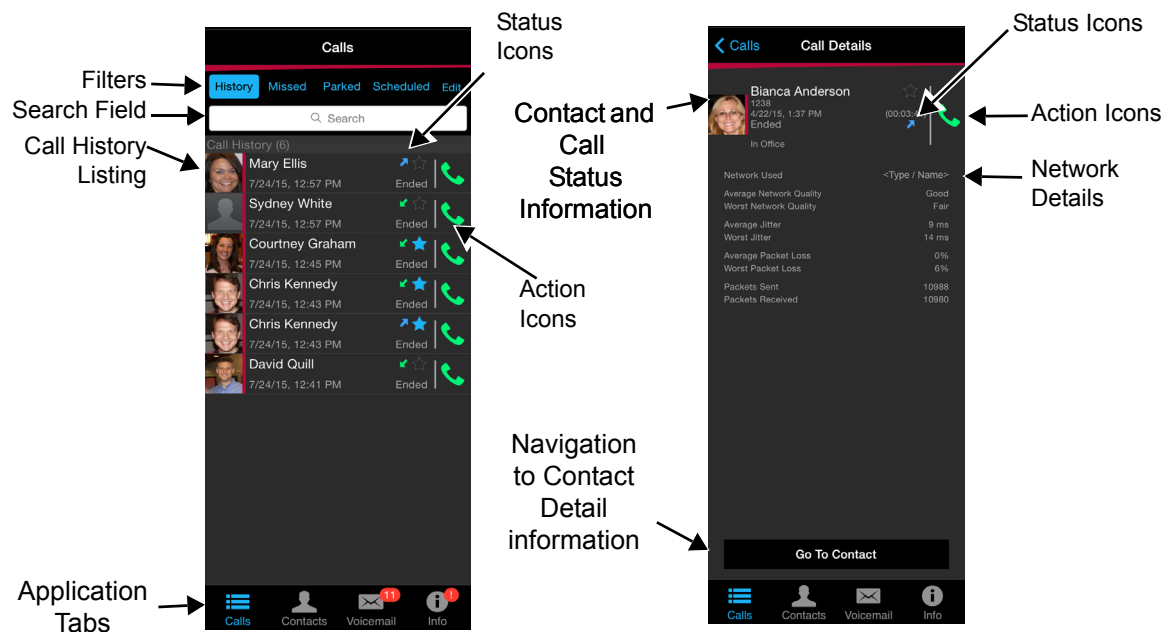 Status
Icons
Filters
Search Field
Call History
Listing
Action
Icons
Application
Tabs
Calls
History Missed Parked Scheduled Edit
Search
Call History (6)
Mary Ellis
7/24/15, 12:57 PM Ended
Sydney White
7/24/15, 12:57 PM Ended
Courtney Graham
7/24/15, 12:45 PM Ended
Chris Kennedy
7/24/15, 12:43 PM Ended
Chris Kennedy
7/24/15, 12:43 PM Ended
David Quill
7/24/15, 12:41 PM Ended
11 !
Calls Contacts Voicemail Info
Contact and
Call
Status
Information
Navigation
to Contact
Detail
information
Calls Call Details
Bianca Anderson
1238
4/22/15, 1:37 PM (00:03:
Ended
In Office
Network Used <Type / Name>
Average Network Quality Good
Worst Network Quality Fair
Average Jitter 9 ms
Worst Jitter 14 ms
Average Packet Loss 0%
Worst Packet Loss 6%
Packets Sent 10988
Packets Received 10980
Go To Contact
Calls Contacts Voicemail Info
Status Icons
Action Icons
Network
Details